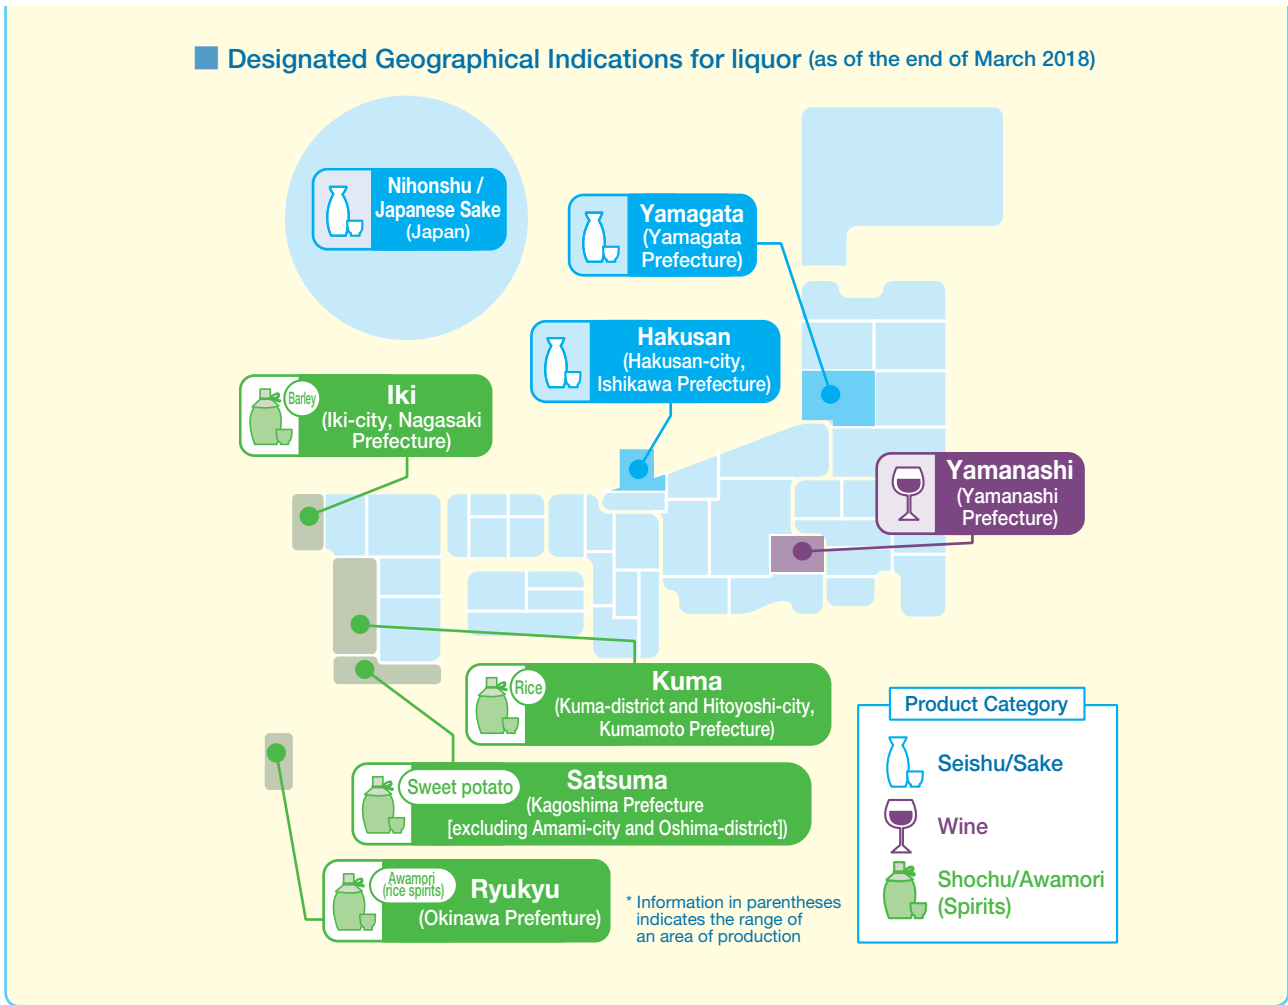 Designated Geographical Indications for liquor (as of the end of March 2018)
Nihonshu /
Japanese Sake
(Japan)
Yamagata
(Yamagata
Prefecture)
Hakusan
(Hakusan-city,
Ishikawa Prefecture)
Barley
Iki
(Iki-city, Nagasaki
Prefecture)
Yamanashi
(Yamanashi
Prefecture)
Rice
Kuma
(Kuma-district and Hitoyoshi-city,
Kumamoto Prefecture)
Sweet potato
Satsuma
(Kagoshima Prefecture
[excluding Amami-city and Oshima-district])
Awamori
(rice spirits)
Ryukyu
(Okinawa Prefenture)
* Information in parentheses
indicates the range of
an area of production
Product Category
Seishu/Sake
Wine
Shochu/Awamori
(Spirits)